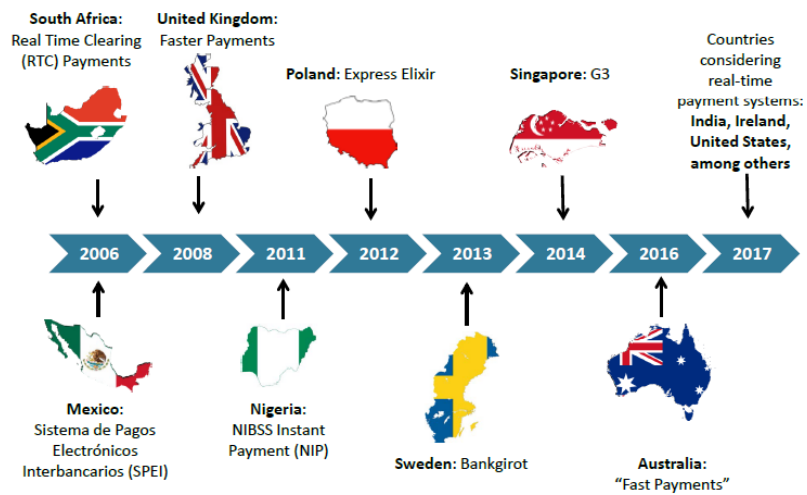 South Africa:
Real Time Clearing
(RTC) Payments
United Kingdom:
Faster Payments
Poland: Express Elixir
Singapore: G3
Countries
considering
real-time
payment systems:
India, Ireland,
United States,
among others
2006
2008
2011
2012
2013
2014
2016
2017
Mexico:
Sistema de Pagos
Electrónicos
Interbancarios (SPEI)
Nigeria:
NIBSS Instant
Payment (NIP)
Sweden: Bankgirot
Australia:
“Fast Payments”